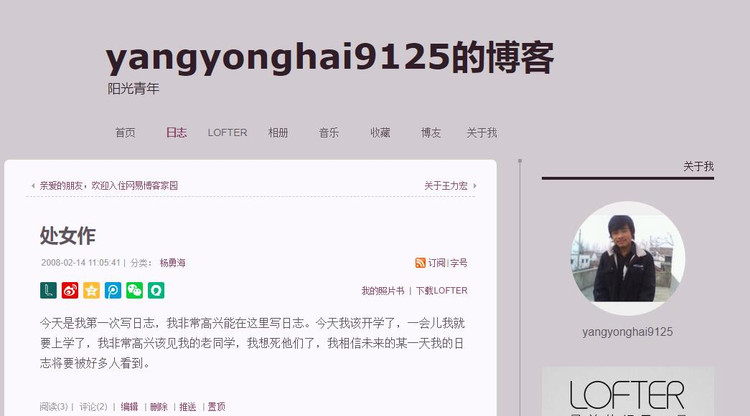 yangyonghai9125的博客
阳光青年
首页 日志 LOFTER 相册 音乐 收藏 博友 关于我
亲爱的朋友，欢迎入住网易博客家园 关于王力宏
关于我
处女作
2008-02-14 11:05:41 | 分类： 杨勇海 订阅 | 字号
我的照片书 | 下载LOFTER
今天是我第一次写日志，我非常高兴能在这里写日志。今天我该开学了，一会儿我就
要上学了，我非常高兴该见我的老同学，我想死他们了，我相信未来的某一天我的日
志将要被好多人看到。
yangyonghai9125
阅读(3) | 评论(2) | 编辑 | 删除 | 推送 | 置顶
LOFTER